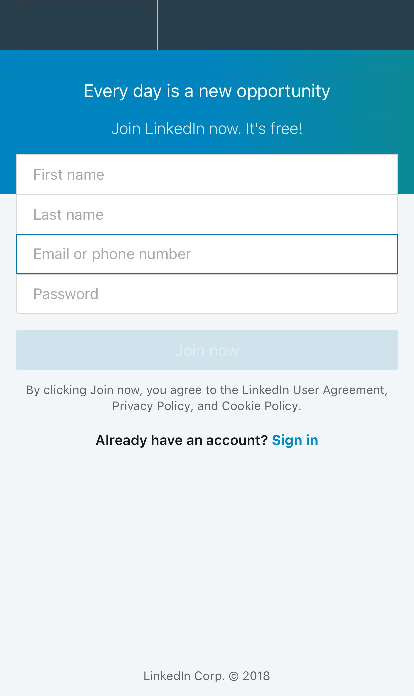 Every day is a new opportunity
Join LinkedIn now. It's free!
First name
Last name
Email or phone number
Password
Join now
By clicking Join now, you agree to the LinkedIn User Agreement,
Privacy Policy, and Cookie Policy.
Already have an account? Sign in
LinkedIn Corp. © 2018